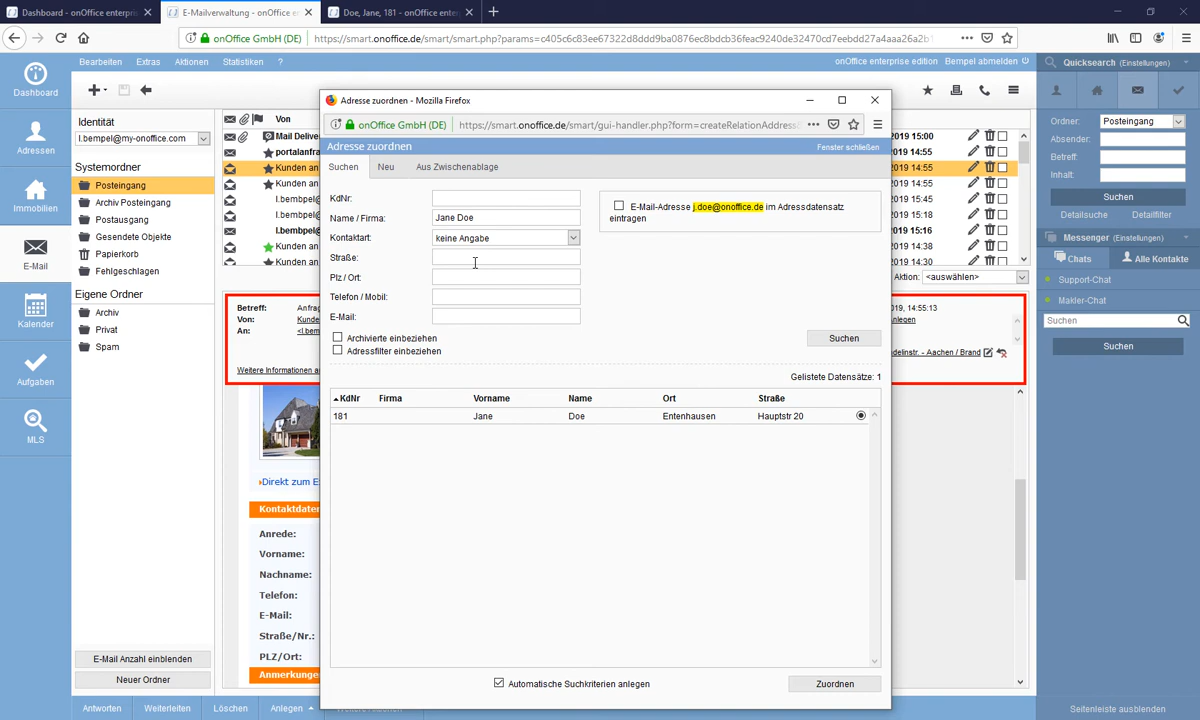 Dashboard - onOffice enterpri
E-Mailverwaltung - onOffice e
Doe, Jane, 181 - onOffice enter
onOffice GmbH (DE)
https://smart.onoffice.de/smart/smart.php?params=c405c6c83ee67322d8ddd9ba0876ec8bdcb36feac9240de32470cd7eebdd27a4aaa26a2b
Bearbeiten
Extras
Aktionen
Statistiken
?
onOffice enterprise edition
Bempel abmelden
Quicksearch (Einstellungen)
Dashboard
Adressen
Immobilien
E-Mail
Kalender
Aufgaben
MLS
Identität
l.bempel@my-onoffice.com
Systemordner
Posteingang
Archiv Posteingang
Postausgang
Gesendete Objekte
Papierkorb
Fehlgeschlagen
Eigene Ordner
Archiv
Privat
Spam
E-Mail Anzahl einblenden
Neuer Ordner
Von
Mail Delive
portalanfra
Kunden an
Kunden an
l.bempel@
l.bempel@
l.bempel@
Kunden an
Kunden an
2019 15:00
2019 14:55
2019 14:55
2019 14:55
2019 15:45
2019 15:18
2019 15:16
2019 14:38
2019 14:30
Aktion: <auswählen>
Betreff: Anfrag
Von: Kunde
An: <l.bem
Weitere Informationen a
019, 14:55:13
nlegen
delinstr. - Aachen / Brand
Direkt zum E
Kontaktdaten
Anrede:
Vorname:
Nachname:
Telefon:
E-Mail:
Straße/Nr.:
PLZ/Ort:
Anmerkungen
Antworten
Weiterleiten
Löschen
Anlegen
Adresse zuordnen - Mozilla Firefox
onOffice GmbH (DE)
https://smart.onoffice.de/smart/gui-handler.php?form=createRelationAddress
Adresse zuordnen
Fenster schließen
Suchen
Neu
Aus Zwischenablage
KdNr:
Name / Firma: Jane Doe
Kontaktart: keine Angabe
Straße:
Plz / Ort:
Telefon / Mobil:
E-Mail:
E-Mail-Adresse j.doe@onoffice.de im Adressdatensatz
eintragen
Archivierte einbeziehen
Adressfilter einbeziehen
Suchen
Gelistete Datensätze: 1
KdNr Firma Vorname Name Ort Straße
181 Jane Doe Entenhausen Hauptstr 20
Automatische Suchkriterien anlegen
Zuordnen
Ordner: Posteingang
Absender:
Betreff:
Inhalt:
Suchen
Detailsuche
Detailfilter
Messenger (Einstellungen)
Chats
Alle Kontakte
Support-Chat
Makler-Chat
Suchen
Suchen
Seitenleiste ausblenden